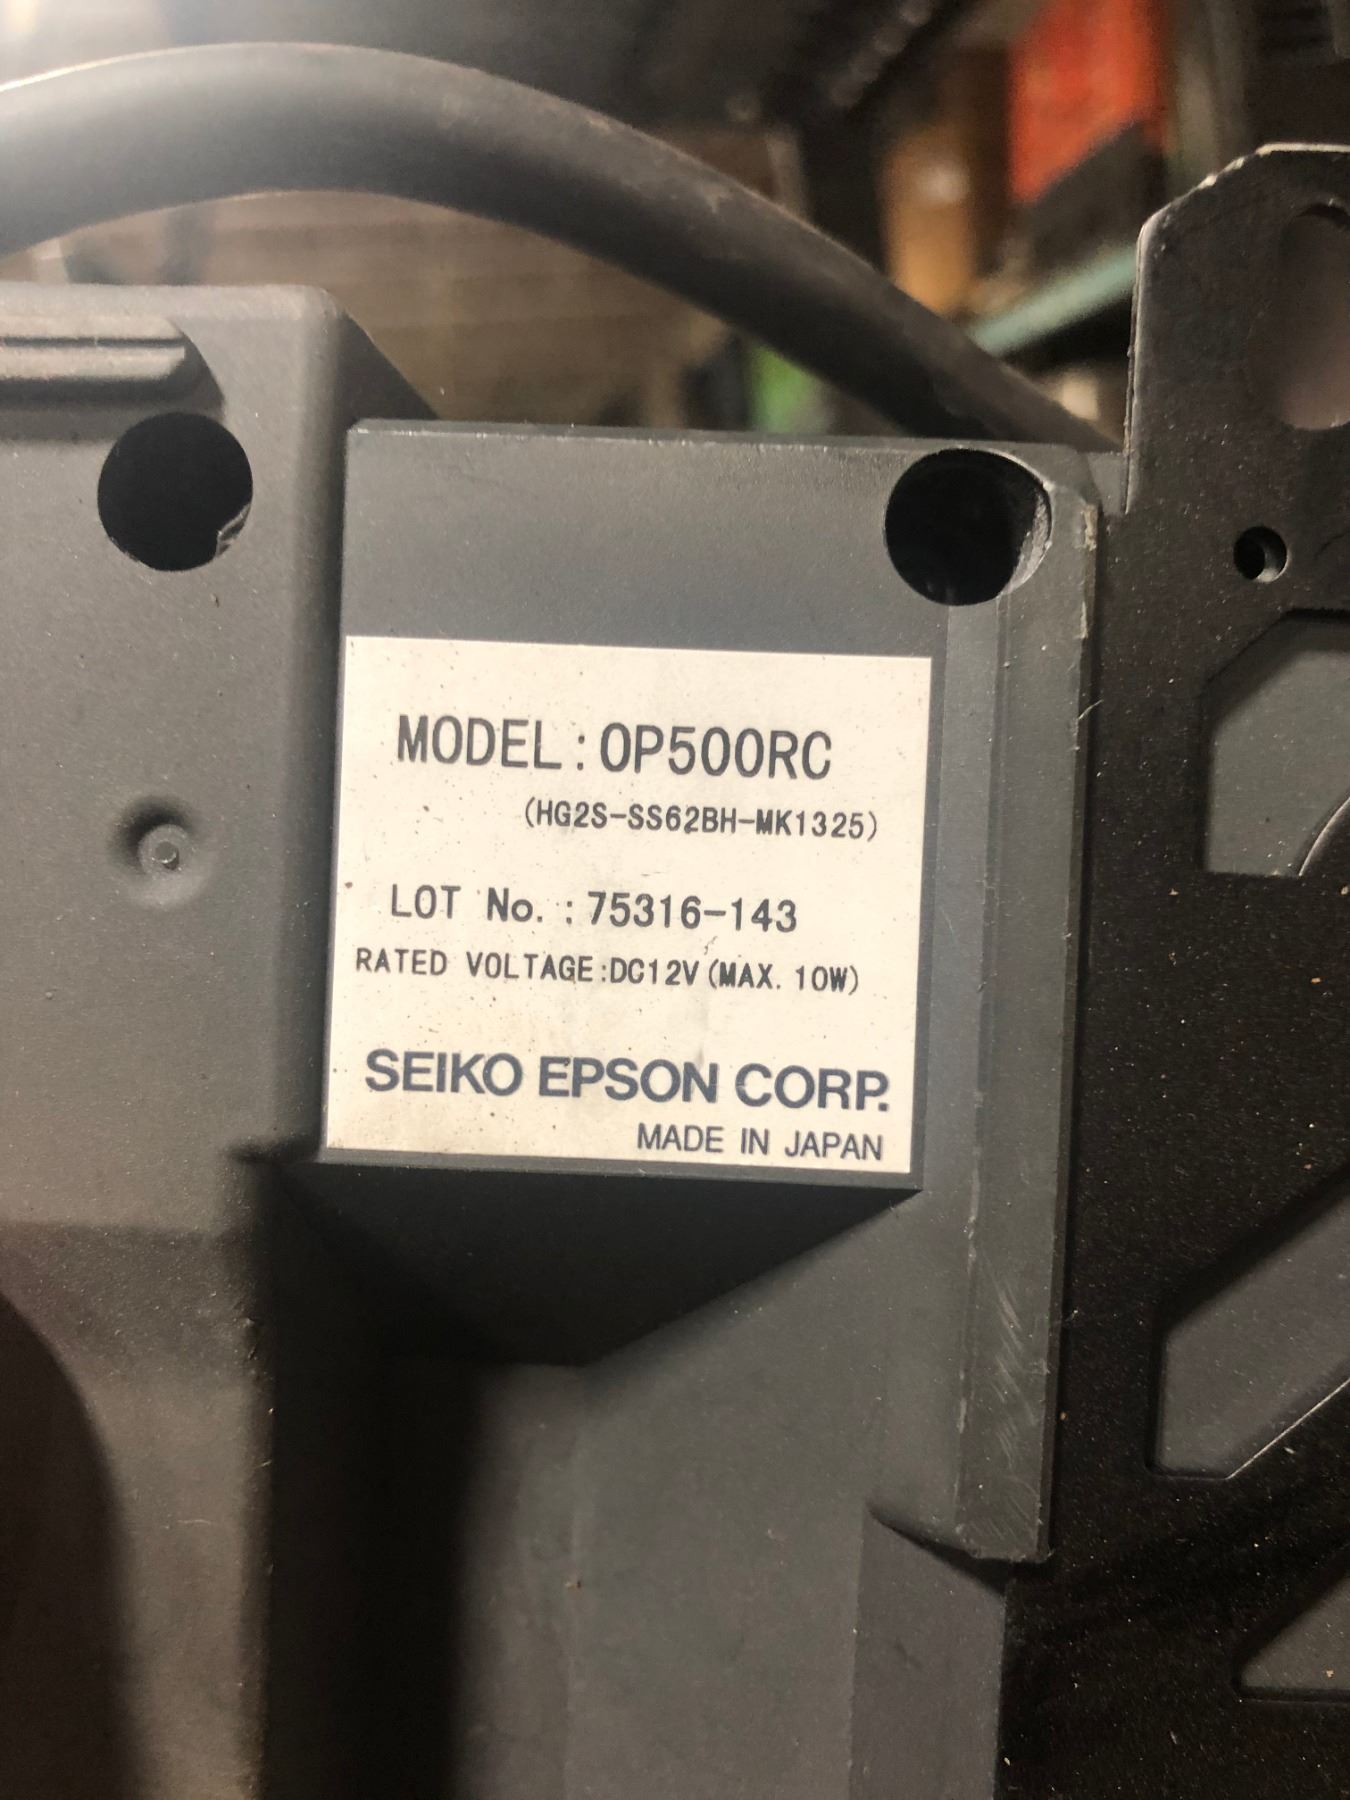 MODEL:OP500RC
(HG2S-SS62BH-MK1325)
LOT No. :75316-143
RATED VOLTAGE:DC12V(MAX. 10W)
SEIKO EPSON CORP.
MADE IN JAPAN